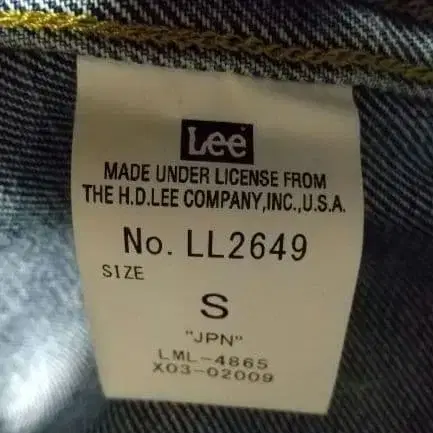 Lee
MADE UNDER LICENSE FROM
THE H.D.LEE COMPANY,INC.,U.S.A.
No. LL2649
SIZE
S
"JPN"
LML-4865
X03-02009